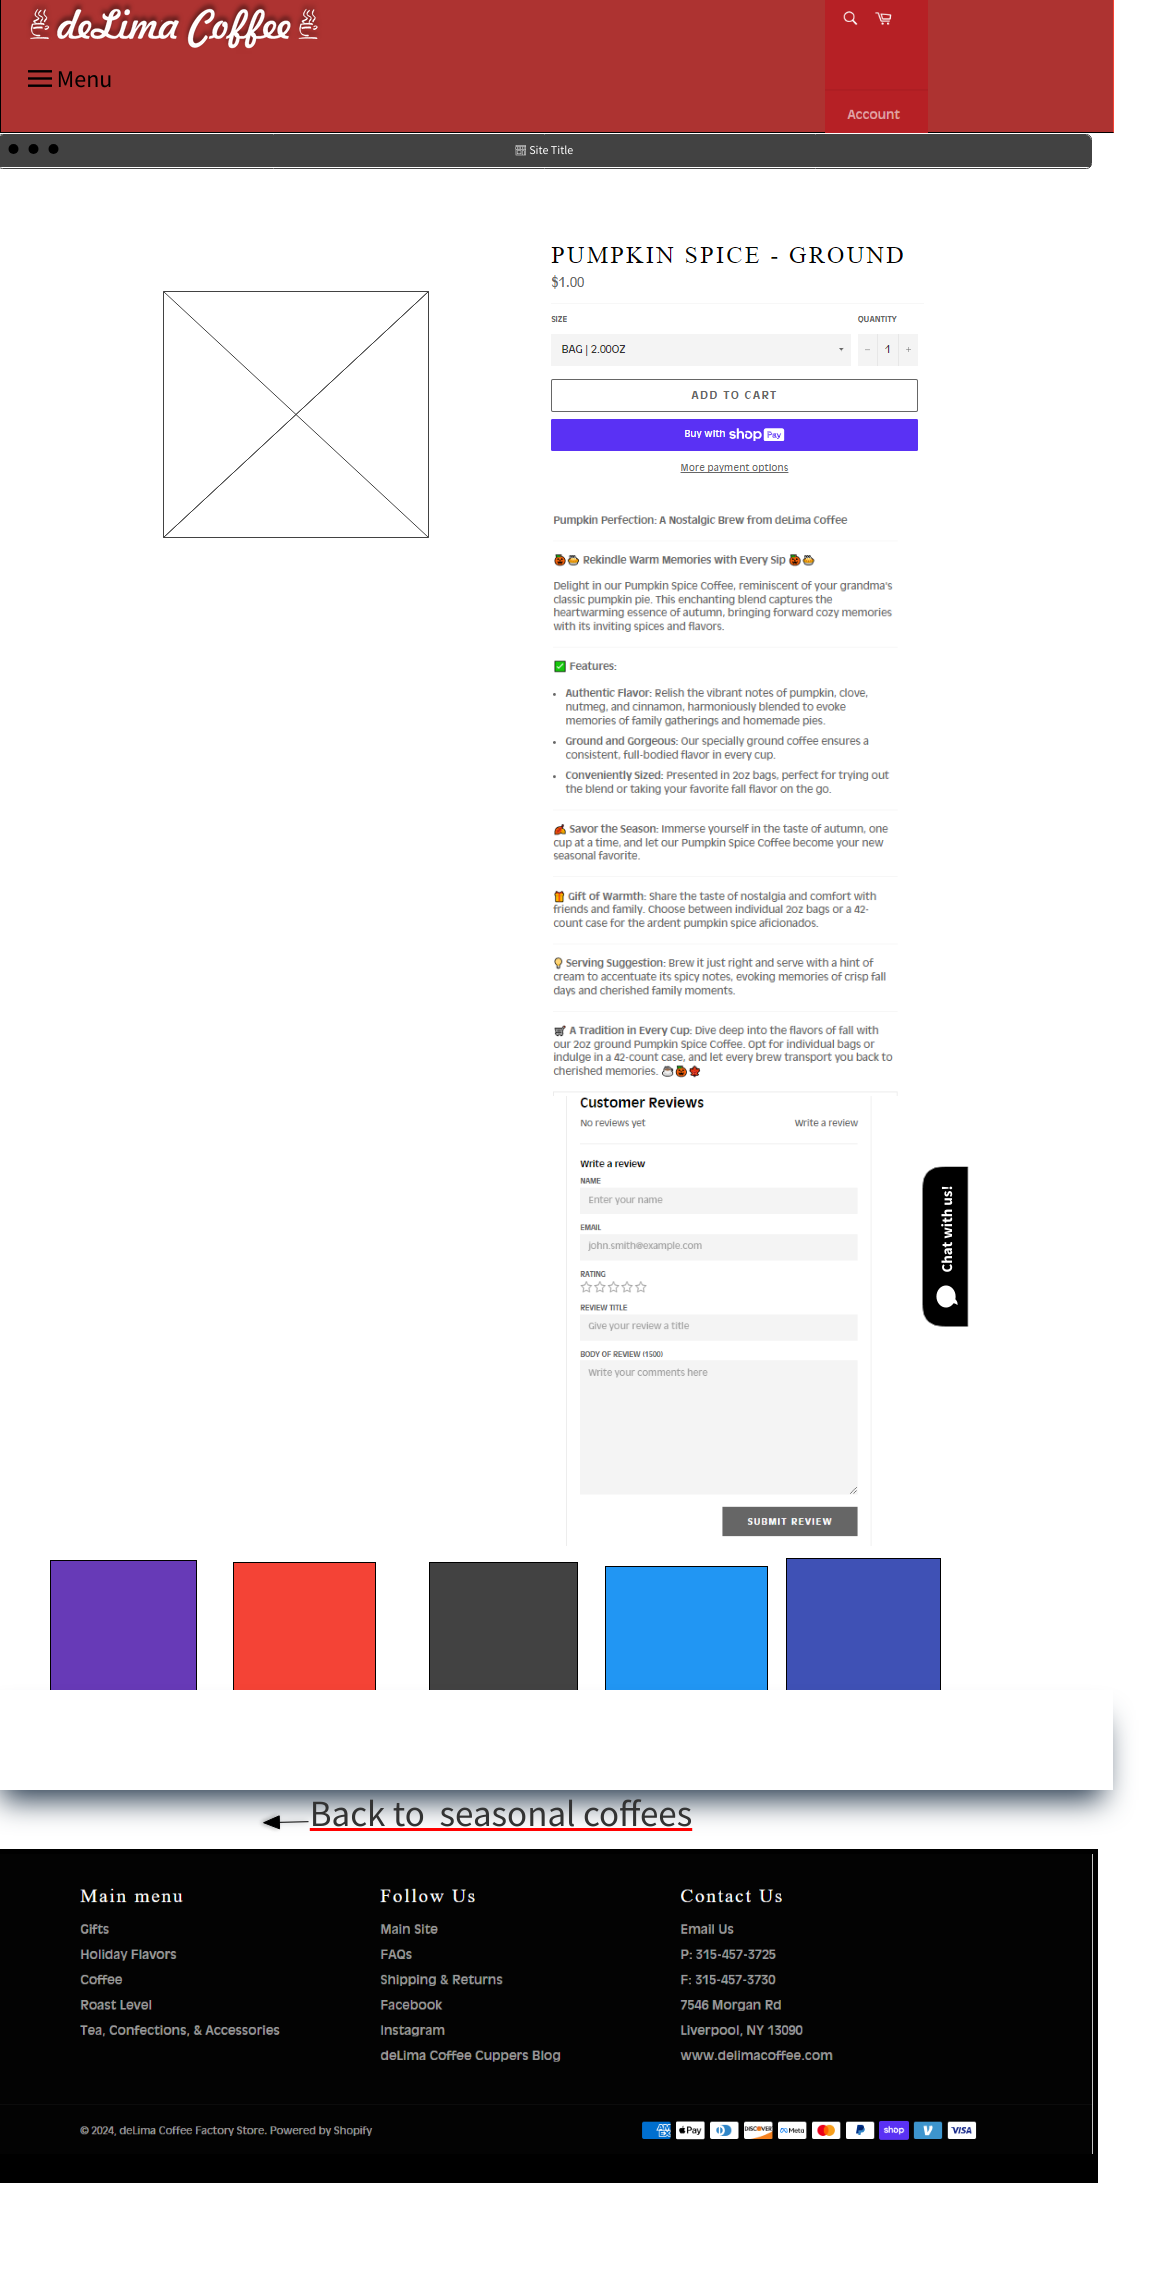 deLima Coffee
Menu
Account
Site Title
PUMPKIN SPICE - GROUND
$1.00
SIZE QUANTITY
BAG | 2.00OZ − 1 +
ADD TO CART
Buy with shop Pay
More payment options
Pumpkin Perfection: A Nostalgic Brew from deLima Coffee
🎃🥧 Rekindle Warm Memories with Every Sip 🎃🥧
Delight in our Pumpkin Spice Coffee, reminiscent of your grandma's
classic pumpkin pie. This enchanting blend captures the
heartwarming essence of autumn, bringing forward cozy memories
with its inviting spices and flavors.
✅ Features:
• Authentic Flavor: Relish the vibrant notes of pumpkin, clove,
nutmeg, and cinnamon, harmoniously blended to evoke
memories of family gatherings and homemade pies.
• Ground and Gorgeous: Our specially ground coffee ensures a
consistent, full-bodied flavor in every cup.
• Conveniently Sized: Presented in 2oz bags, perfect for trying out
the blend or taking your favorite fall flavor on the go.
🍂 Savor the Season: Immerse yourself in the taste of autumn, one
cup at a time, and let our Pumpkin Spice Coffee become your new
seasonal favorite.
🎁 Gift of Warmth: Share the taste of nostalgia and comfort with
friends and family. Choose between individual 2oz bags or a 42-
count case for the ardent pumpkin spice aficionados.
💡 Serving Suggestion: Brew it just right and serve with a hint of
cream to accentuate its spicy notes, evoking memories of crisp fall
days and cherished family moments.
🛒 A Tradition in Every Cup: Dive deep into the flavors of fall with
our 2oz ground Pumpkin Spice Coffee. Opt for individual bags or
indulge in a 42-count case, and let every brew transport you back to
cherished memories. ☕🎃🍁
Customer Reviews
No reviews yet Write a review
Write a review
NAME
Enter your name
EMAIL
john.smith@example.com
RATING
REVIEW TITLE
Give your review a title
BODY OF REVIEW (1500)
Write your comments here
SUBMIT REVIEW
Chat with us!
Back to seasonal coffees
Main menu
Gifts
Holiday Flavors
Coffee
Roast Level
Tea, Confections, & Accessories
Follow Us
Main Site
FAQs
Shipping & Returns
Facebook
Instagram
deLima Coffee Cuppers Blog
Contact Us
Email Us
P: 315-457-3725
F: 315-457-3730
7546 Morgan Rd
Liverpool, NY 13090
www.delimacoffee.com
© 2024, deLima Coffee Factory Store. Powered by Shopify
AMEX Pay DISCOVER Meta shop VISA